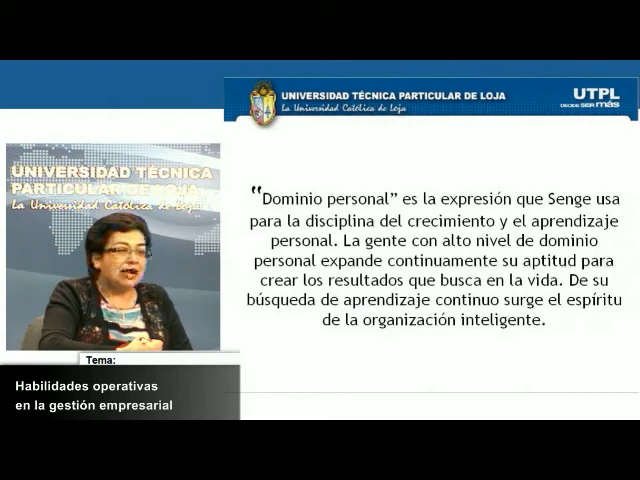 UNIVERSIDAD TÉCNICA PARTICULAR DE LOJA
La Universidad Católica de Loja
UTPL
DECIDE SER más
UNIVERSIDAD TÉCNICA
PARTICULAR DE LOJA
La Universidad Católica de Loja
“Dominio personal” es la expresión que Senge usa
para la disciplina del crecimiento y el aprendizaje
personal. La gente con alto nivel de dominio
personal expande continuamente su aptitud para
crear los resultados que busca en la vida. De su
búsqueda de aprendizaje continuo surge el espíritu
de la organización inteligente.
Tema:
Habilidades operativas
en la gestión empresarial